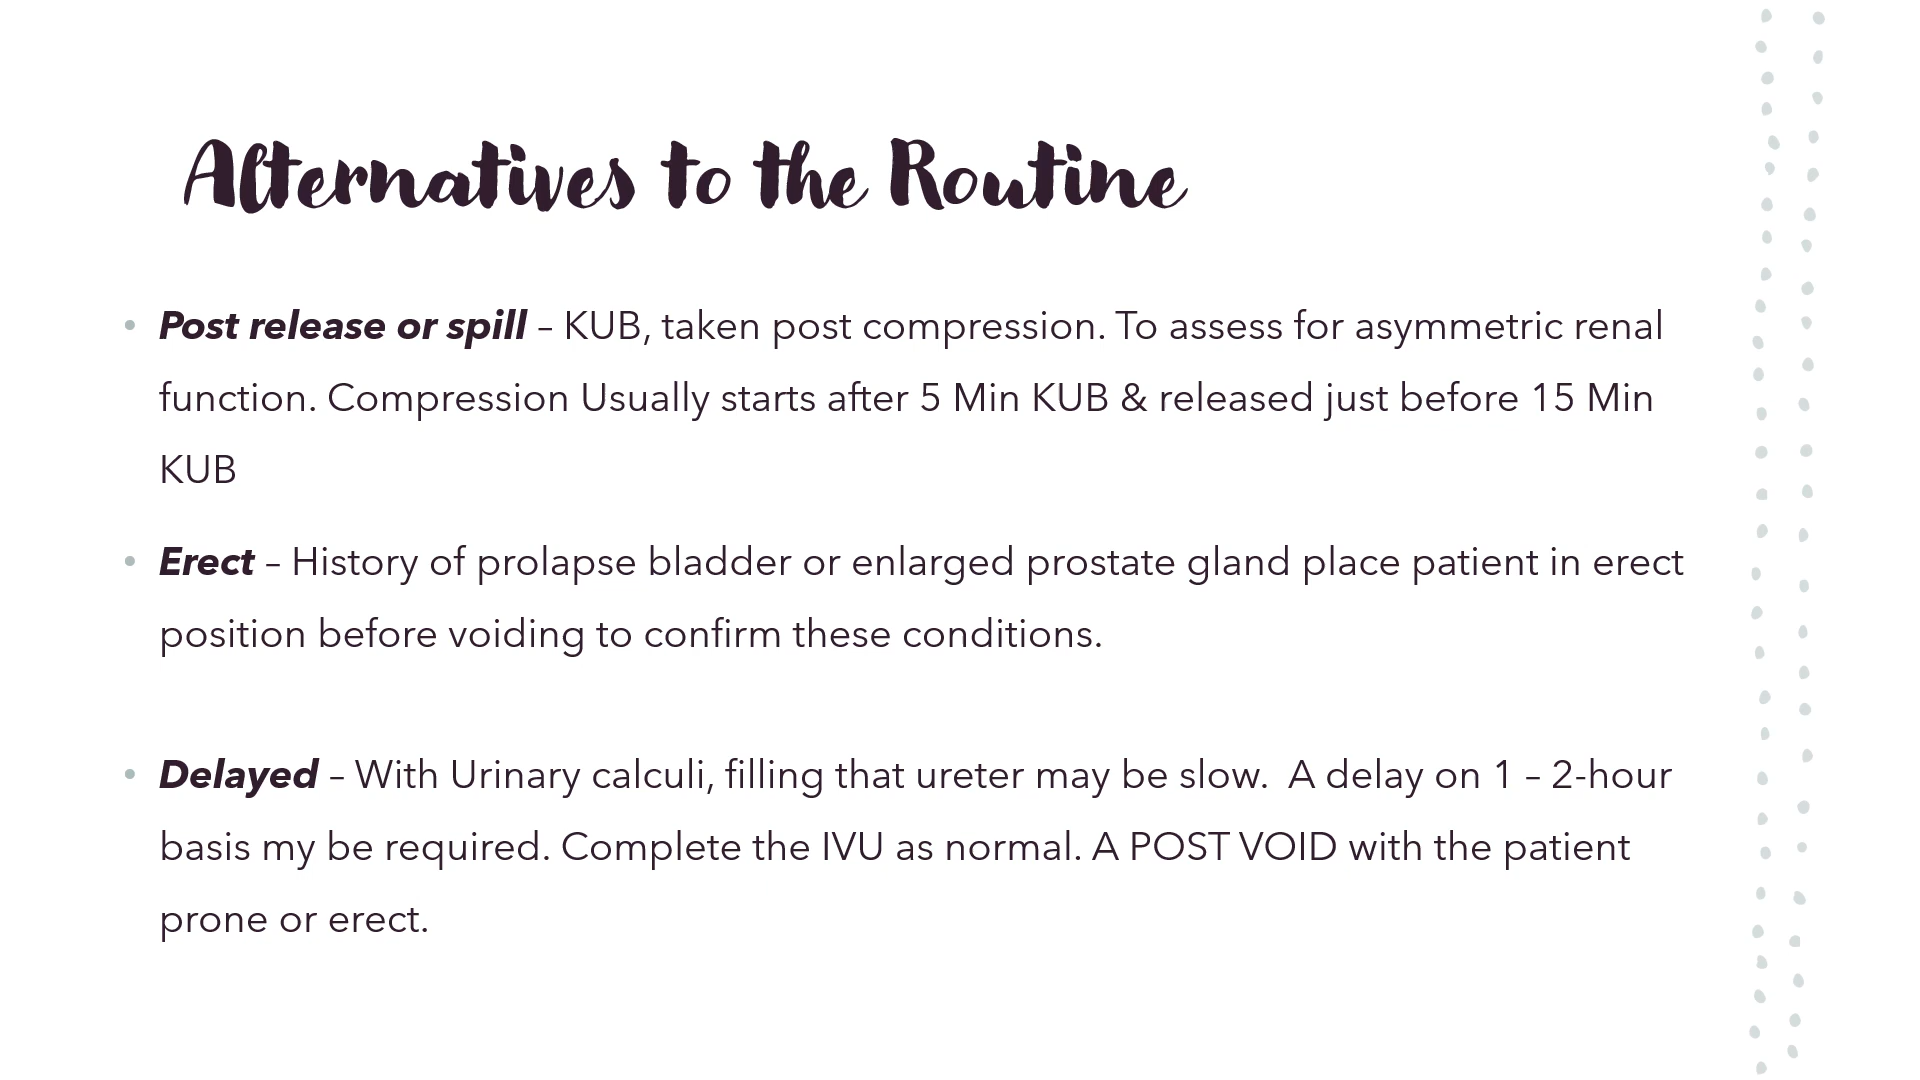 Alternatives to the Routine
• Post release or spill – KUB, taken post compression. To assess for asymmetric renal
function. Compression Usually starts after 5 Min KUB & released just before 15 Min
KUB
• Erect – History of prolapse bladder or enlarged prostate gland place patient in erect
position before voiding to confirm these conditions.
• Delayed – With Urinary calculi, filling that ureter may be slow.  A delay on 1 – 2-hour
basis my be required. Complete the IVU as normal. A POST VOID with the patient
prone or erect.